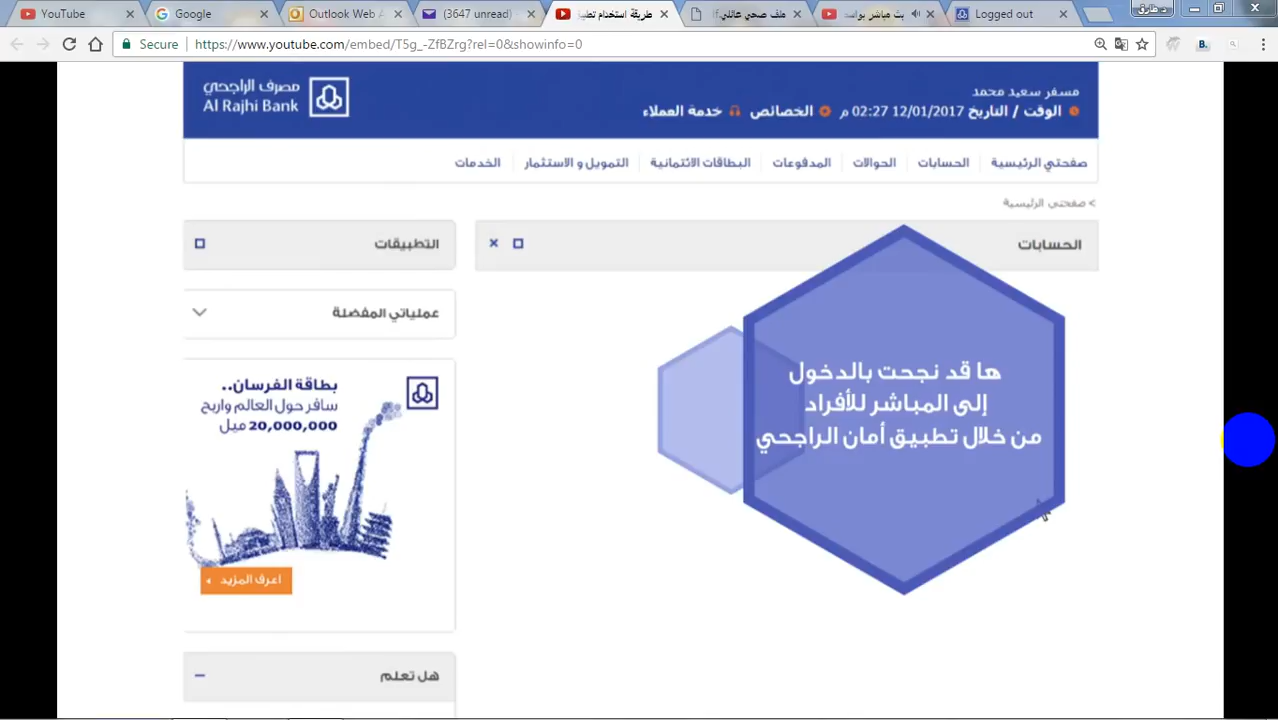 YouTube
Google
Outlook Web A
(3647 unread) -
طريقة استخدام تطبي
ملف صحي عائلي.f
بث مباشر بواسد
Logged out
د.طارق
Secure
https://www.youtube.com/embed/T5g_-ZfBZrg?rel=0&showinfo=0
B.
مصرف الراجحي
Al Rajhi Bank
مسفر سعيد محمد
الوقت / التاريخ 12/01/2017 02:27 م الخصائص خدمة العملاء
صفحتي الرئيسية الحسابات الحوالات المدفوعات البطاقات الائتمانية التمويل و الاستثمار الخدمات
> صفحتي الرئيسية
الحسابات
التطبيقات
عملياتي المفضلة
بطاقة الفرسان..
سافر حول العالم واربح
20,000,000 ميل
اعرف المزيد
ها قد نجحت بالدخول
إلى المباشر للأفراد
من خلال تطبيق أمان الراجحي
هل تعلم